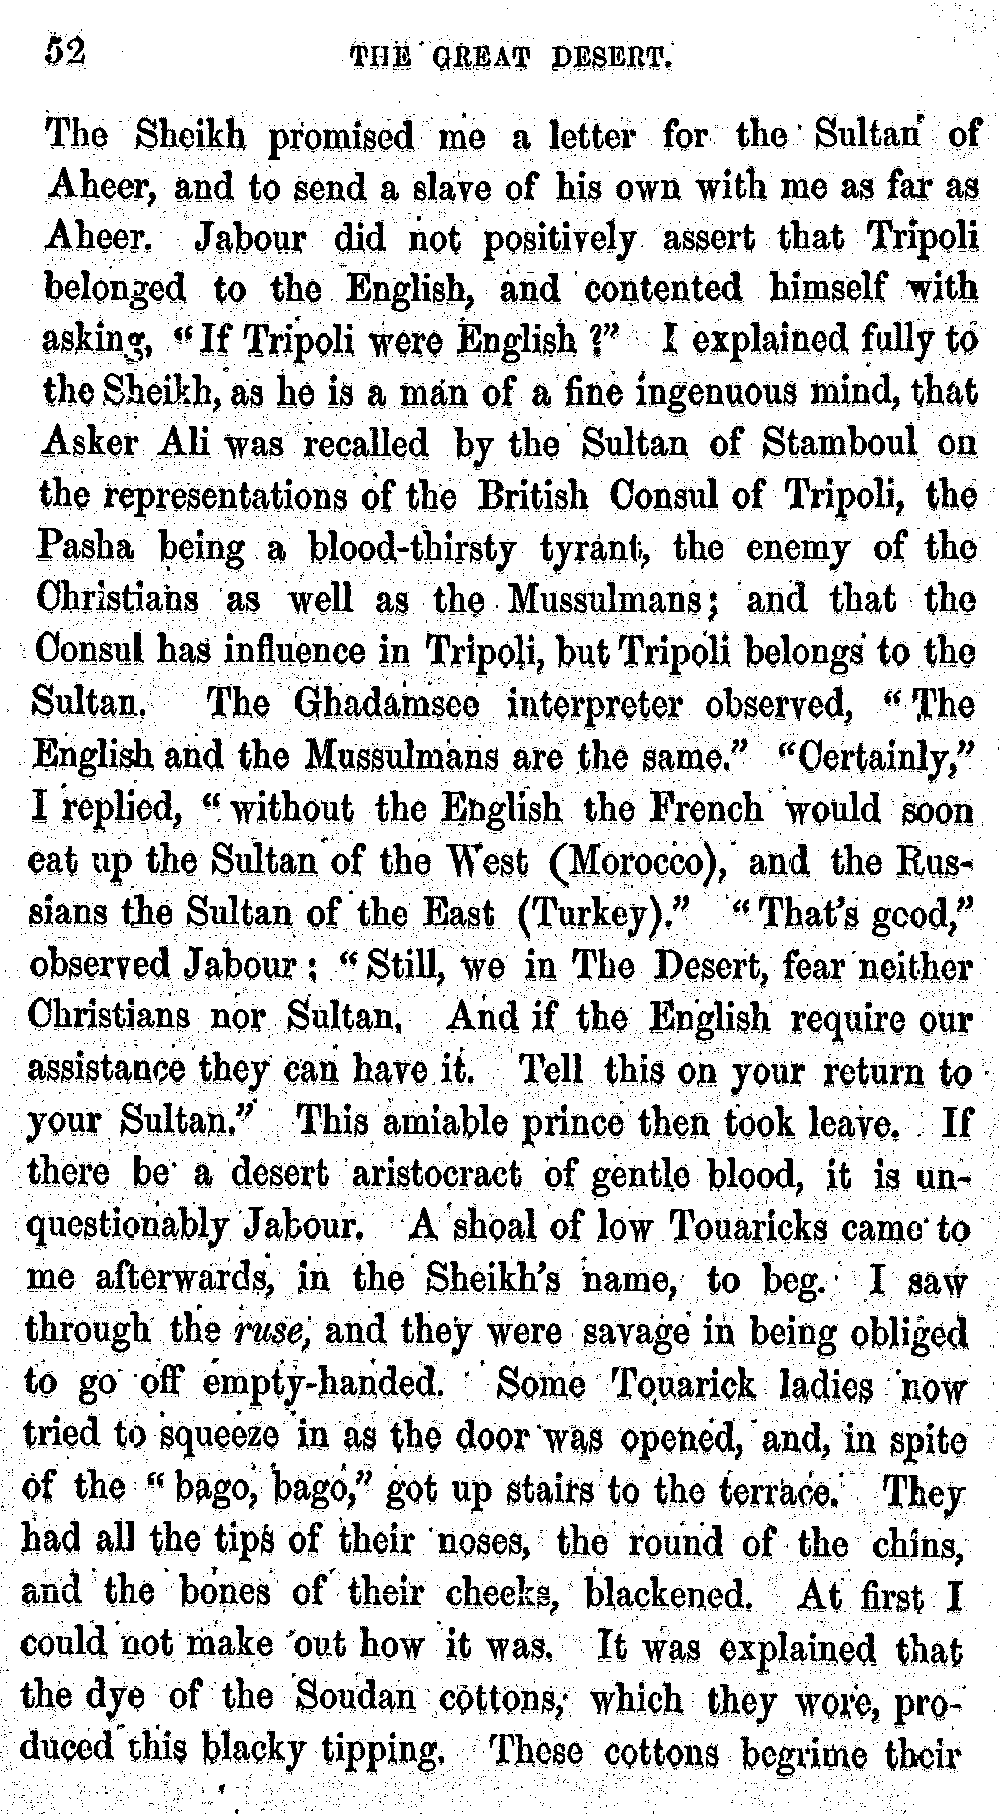 52 THE GREAT DESERT.
The Sheikh promised me a letter for the Sultan of
Aheer, and to send a slave of his own with me as far as
Aheer. Jabour did not positively assert that Tripoli
belonged to the English, and contented himself with
asking, “If Tripoli were English?” I explained fully to
the Sheikh, as he is a man of a fine ingenuous mind, that
Asker Ali was recalled by the Sultan of Stamboul on
the representations of the British Consul of Tripoli, the
Pasha being a blood-thirsty tyrant, the enemy of the
Christians as well as the Mussulmans; and that the
Consul has influence in Tripoli, but Tripoli belongs to the
Sultan. The Ghadamsee interpreter observed, “The
English and the Mussulmans are the same.” “Certainly,”
I replied, “without the English the French would soon
eat up the Sultan of the West (Morocco), and the Rus-
sians the Sultan of the East (Turkey).” “That's good,”
observed Jabour; “Still, we in The Desert, fear neither
Christians nor Sultan. And if the English require our
assistance they can have it. Tell this on your return to
your Sultan.” This amiable prince then took leave. If
there be a desert aristocract of gentle blood, it is un-
questionably Jabour. A shoal of low Touaricks came to
me afterwards, in the Sheikh's name, to beg. I saw
through the ruse, and they were savage in being obliged
to go off empty-handed. Some Touarick ladies now
tried to squeeze in as the door was opened, and, in spite
of the “bago, bago,” got up stairs to the terrace. They
had all the tips of their noses, the round of the chins,
and the bones of their cheeks, blackened. At first I
could not make out how it was. It was explained that
the dye of the Soudan cottons, which they wore, pro-
duced this blacky tipping. These cottons begrime their